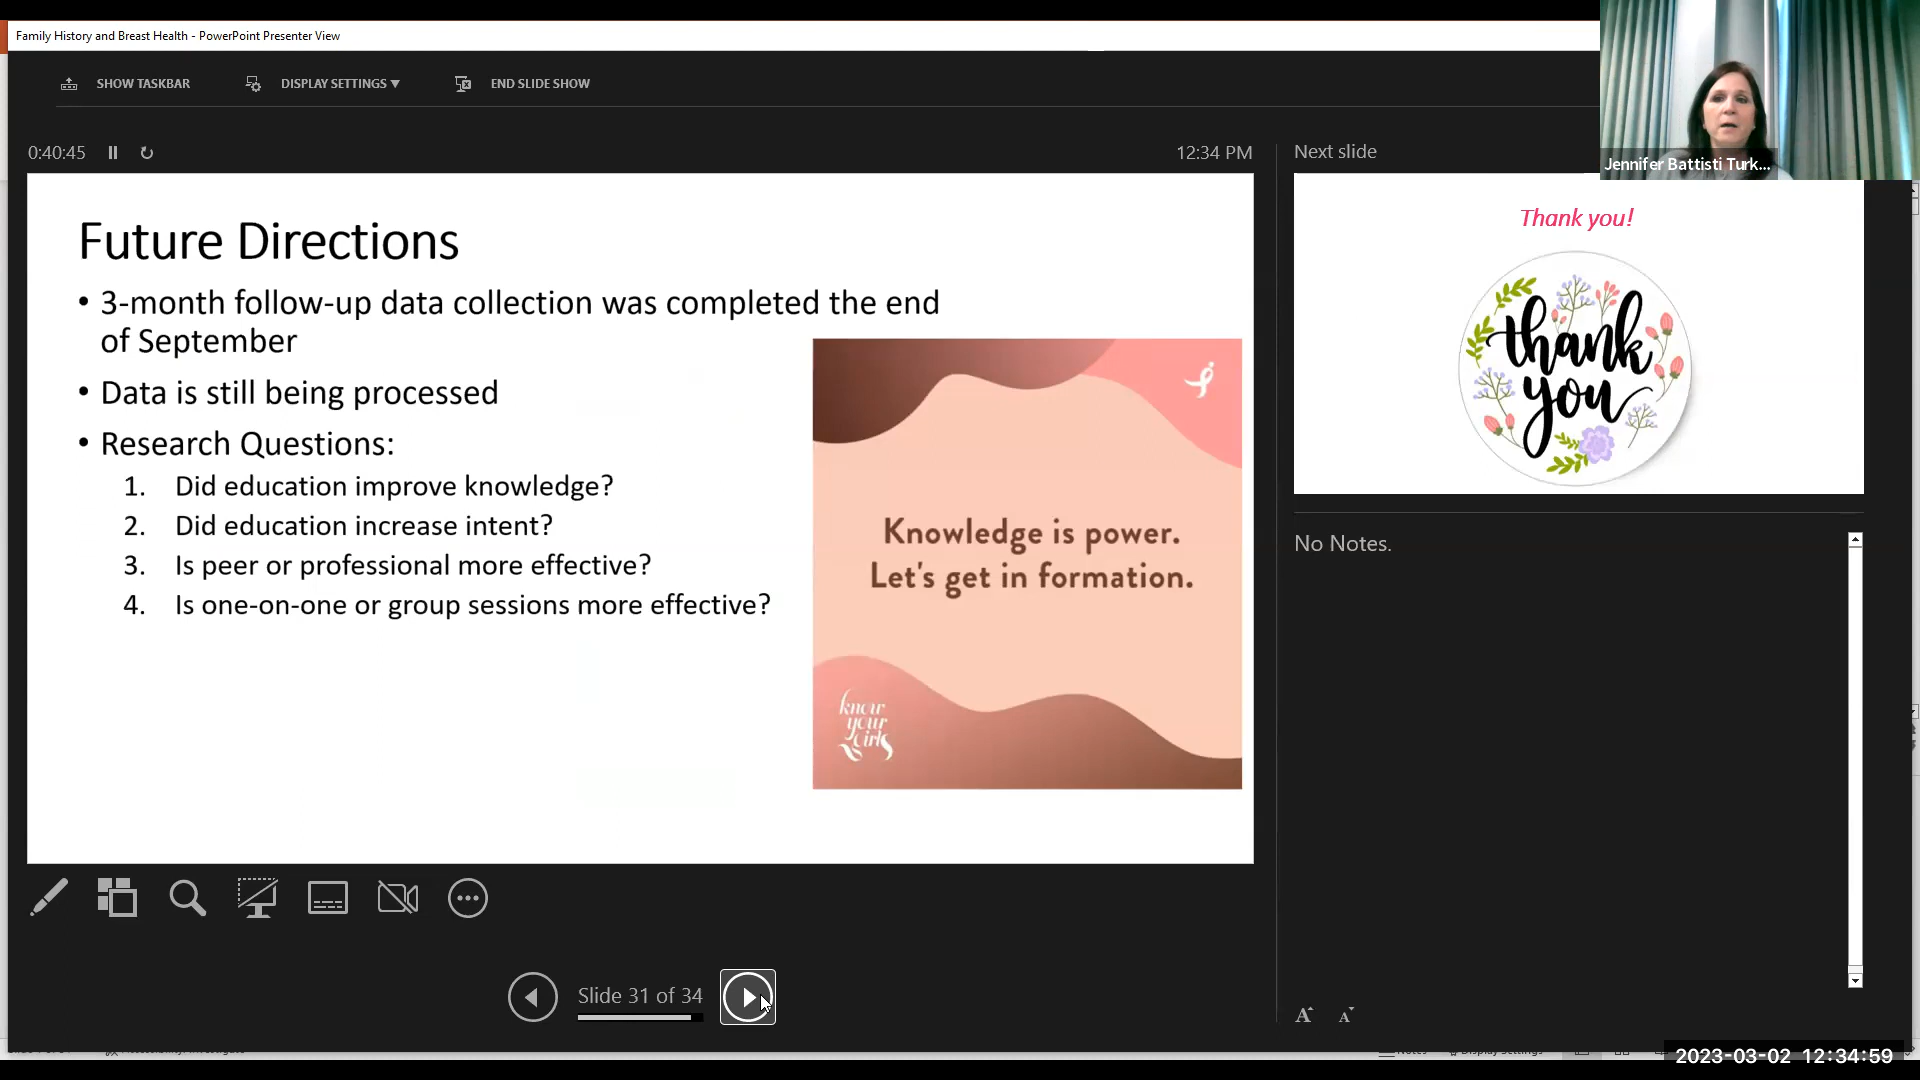 Family History and Breast Health - PowerPoint Presenter View
SHOW TASKBAR
DISPLAY SETTINGS ▾
END SLIDE SHOW
Jennifer Battisti Turk...
0:40:45
12:34 PM
Next slide
Future Directions
• 3-month follow-up data collection was completed the end
of September
• Data is still being processed
• Research Questions:
1. Did education improve knowledge?
2. Did education increase intent?
3. Is peer or professional more effective?
4. Is one-on-one or group sessions more effective?
Knowledge is power.
Let's get in formation.
know
your
girls
Thank you!
thank
you
No Notes.
Slide 31 of 34
A A
2023-03-02 12:34:59